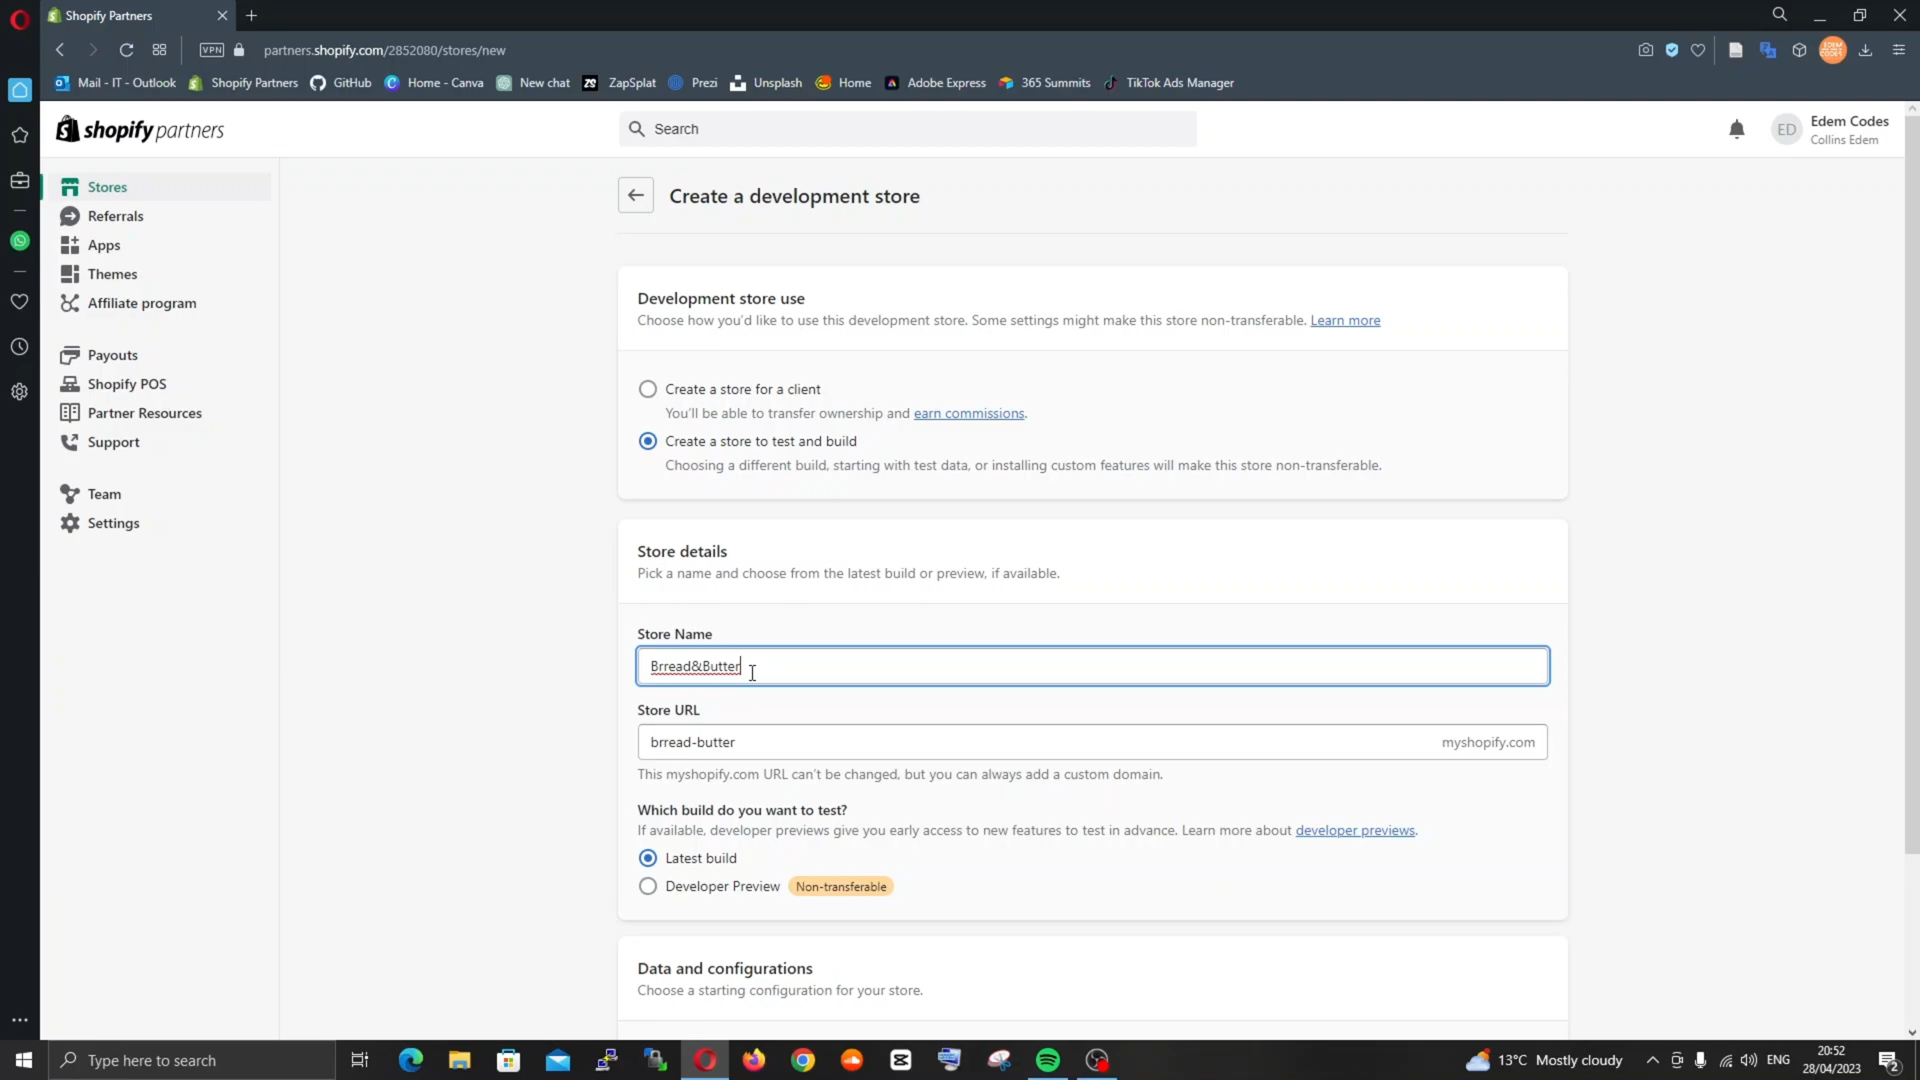 Shopify Partners
VPN
partners.shopify.com/2852080/stores/new
Mail - IT - Outlook
Shopify Partners
GitHub
Home - Canva
New chat
ZS
ZapSplat
Prezi
Unsplash
Home
Adobe Express
365 Summits
TikTok Ads Manager
shopify partners
Search
ED
Edem Codes
Collins Edem
Stores
Referrals
Apps
Themes
Affiliate program
Payouts
Shopify POS
Partner Resources
Support
Team
Settings
Create a development store
Development store use
Choose how you'd like to use this development store. Some settings might make this store non-transferable. Learn more
Create a store for a client
You'll be able to transfer ownership and earn commissions.
Create a store to test and build
Choosing a different build, starting with test data, or installing custom features will make this store non-transferable.
Store details
Pick a name and choose from the latest build or preview, if available.
Store Name
Brread&Butter
Store URL
brread-butter
myshopify.com
This myshopify.com URL can't be changed, but you can always add a custom domain.
Which build do you want to test?
If available, developer previews give you early access to new features to test in advance. Learn more about developer previews.
Latest build
Developer Preview
Non-transferable
Data and configurations
Choose a starting configuration for your store.
Type here to search
13°C Mostly cloudy
ENG
20:52
28/04/2023
2